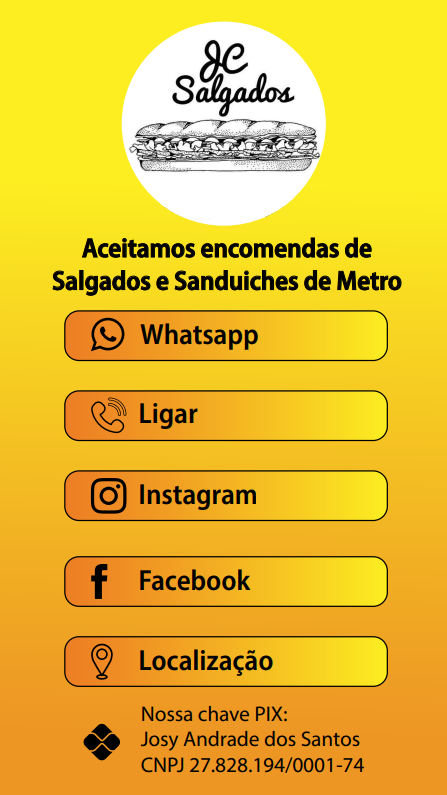 JC
Salgados
Aceitamos encomendas de
Salgados e Sanduiches de Metro
Whatsapp
Ligar
Instagram
Facebook
Localização
Nossa chave PIX:
Josy Andrade dos Santos
CNPJ 27.828.194/0001-74